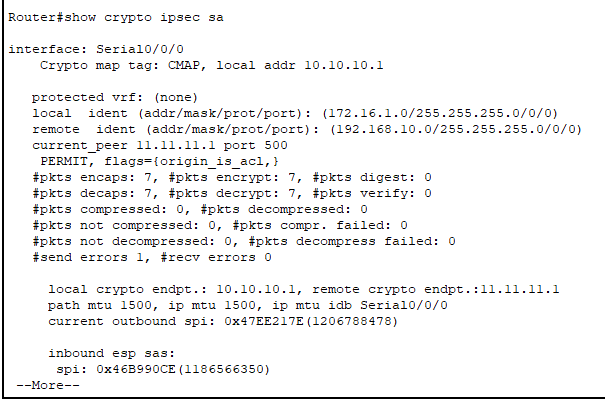 Router#show crypto ipsec sa
interface: Serial0/0/0
Crypto map tag: CMAP, local addr 10.10.10.1
protected vrf: (none)
local ident (addr/mask/prot/port): (172.16.1.0/255.255.255.0/0/0)
remote ident (addr/mask/prot/port): (192.168.10.0/255.255.255.0/0/0)
current_peer 11.11.11.1 port 500
PERMIT, flags={origin_is_acl,}
#pkts encaps: 7, #pkts encrypt: 7, #pkts digest: 0
#pkts decaps: 7, #pkts decrypt: 7, #pkts verify: 0
#pkts compressed: 0, #pkts decompressed: 0
#pkts not compressed: 0, #pkts compr. failed: 0
#pkts not decompressed: 0, #pkts decompress failed: 0
#send errors 1, #recv errors 0
local crypto endpt.: 10.10.10.1, remote crypto endpt.:11.11.11.1
path mtu 1500, ip mtu 1500, ip mtu idb Serial0/0/0
current outbound spi: 0x47EE217E(1206788478)
inbound esp sas:
spi: 0x46B990CE(1186566350)
--More--